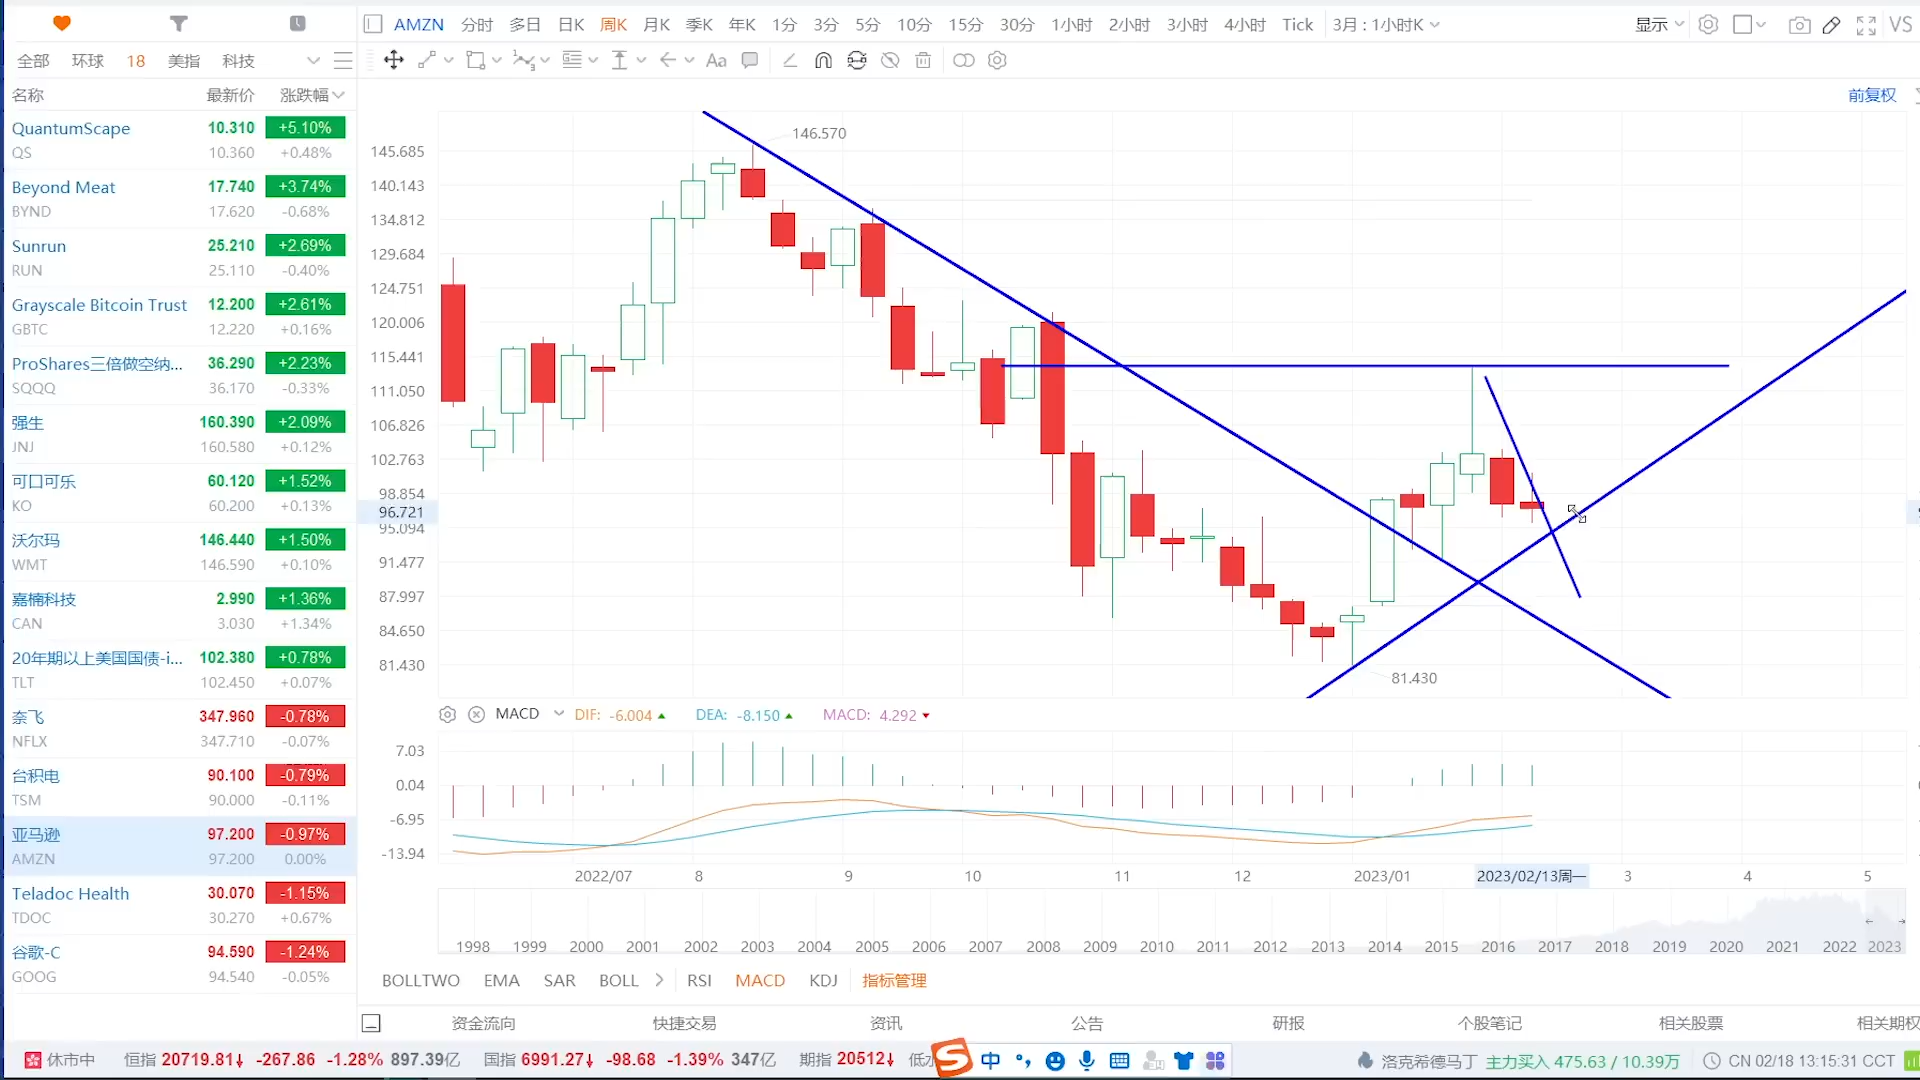 AMZN 分时 多日 日K 周K 月K 季K 年K 1分 3分 5分 10分 15分 30分 1小时 2小时 3小时 4小时 Tick 3月 : 1小时K 显示 VS
全部 环球 18 美指 科技
Aa
名称 最新价 涨跌幅
前复权
QuantumScape 10.310 +5.10%
QS 10.360 +0.48%
Beyond Meat 17.740 +3.74%
BYND 17.620 -0.68%
Sunrun 25.210 +2.69%
RUN 25.110 -0.40%
Grayscale Bitcoin Trust 12.200 +2.61%
GBTC 12.220 +0.16%
ProShares三倍做空纳... 36.290 +2.23%
SQQQ 36.170 -0.33%
强生 160.390 +2.09%
JNJ 160.580 +0.12%
可口可乐 60.120 +1.52%
KO 60.200 +0.13%
沃尔玛 146.440 +1.50%
WMT 146.590 +0.10%
嘉楠科技 2.990 +1.36%
CAN 3.030 +1.34%
20年期以上美国国债-i... 102.380 +0.78%
TLT 102.450 +0.07%
奈飞 347.960 -0.78%
NFLX 347.710 -0.07%
台积电 90.100 -0.79%
TSM 90.000 -0.11%
亚马逊 97.200 -0.97%
AMZN 97.200 0.00%
Teladoc Health 30.070 -1.15%
TDOC 30.270 +0.67%
谷歌-C 94.590 -1.24%
GOOG 94.540 -0.05%
146.570
145.685
140.143
134.812
129.684
124.751
120.006
115.441
111.050
106.826
102.763
98.854
96.721
95.094
91.477
87.997
84.650
81.430
81.430
MACD DIF: -6.004 DEA: -8.150 MACD: 4.292
7.03
0.04
-6.95
-13.94
2022/07 8 9 10 11 12 2023/01 2023/02/13周一 3 4 5
1998 1999 2000 2001 2002 2003 2004 2005 2006 2007 2008 2009 2010 2011 2012 2013 2014 2015 2016 2017 2018 2019 2020 2021 2022 2023
BOLLTWO EMA SAR BOLL RSI MACD KDJ 指标管理
资金流向 快捷交易 资讯 公告 研报 个股笔记 相关股票 相关期权
休市中 恒指 20719.81↓ -267.86 -1.28% 897.39亿 国指 6991.27↓ -98.68 -1.39% 347亿 期指 20512↓ 低水 S 中 洛克希德马丁 主力买入 475.63 / 10.39万 CN 02/18 13:15:31 CCT